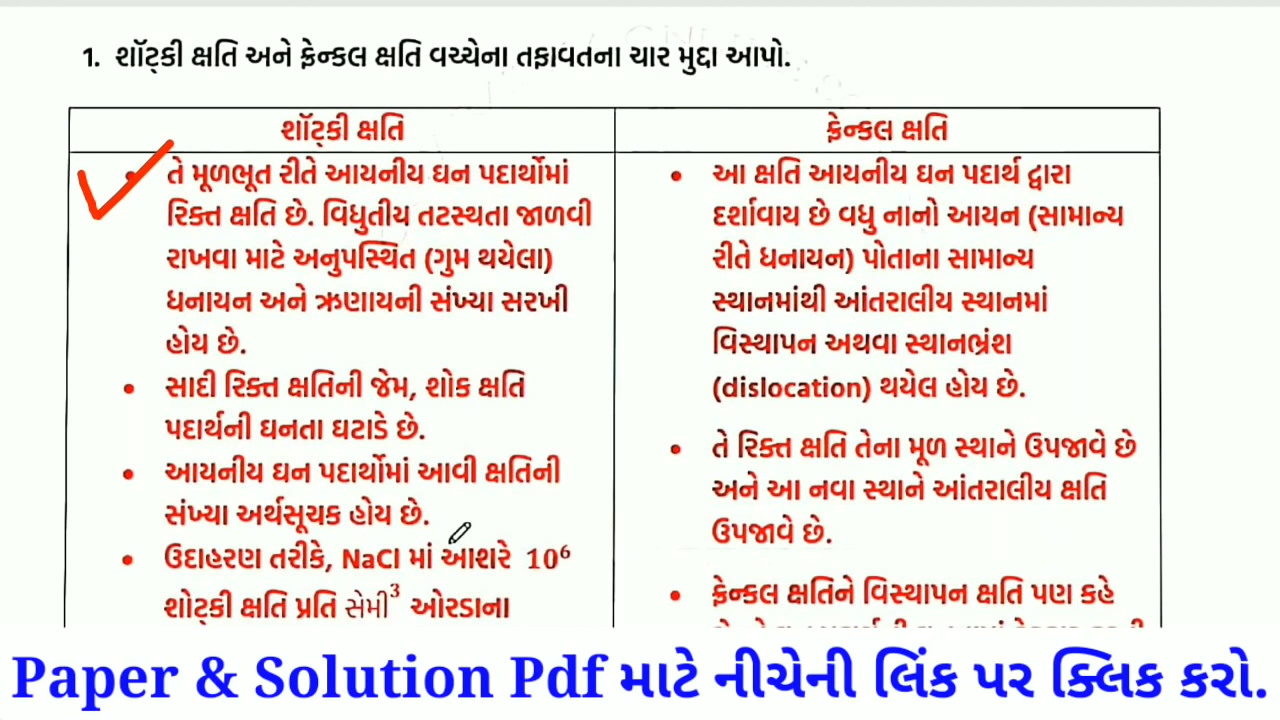 1. શૉટ્કી ક્ષતિ અને ફ્રેન્કલ ક્ષતિ વચ્ચેના તફાવતના ચાર મુદ્દા આપો.
શૉટ્કી ક્ષતિ
• તે મૂળભૂત રીતે આયનીય ઘન પદાર્થોમાં
રિક્ત ક્ષતિ છે. વિધુતીય તટસ્થતા જાળવી
રાખવા માટે અનુપસ્થિત (ગુમ થયેલા)
ધનાયન અને ઋણાયની સંખ્યા સરખી
હોય છે.
• સાદી રિક્ત ક્ષતિની જેમ, શોક ક્ષતિ
પદાર્થની ઘનતા ઘટાડે છે.
• આયનીય ઘન પદાર્થોમાં આવી ક્ષતિની
સંખ્યા અર્થસૂચક હોય છે.
• ઉદાહરણ તરીકે, NaCl માં આશરે 10⁶
શોટ્કી ક્ષતિ પ્રતિ સેમી³ ઓરડાના
ફ્રેન્કલ ક્ષતિ
• આ ક્ષતિ આયનીય ઘન પદાર્થ દ્વારા
દર્શાવાય છે વધુ નાનો આયન (સામાન્ય
રીતે ધનાયન) પોતાના સામાન્ય
સ્થાનમાંથી આંતરાલીય સ્થાનમાં
વિસ્થાપન અથવા સ્થાનભ્રંશ
(dislocation) થયેલ હોય છે.
• તે રિક્ત ક્ષતિ તેના મૂળ સ્થાને ઉપજાવે છે
અને આ નવા સ્થાને આંતરાલીય ક્ષતિ
ઉપજાવે છે.
• ફ્રેન્કલ ક્ષતિને વિસ્થાપન ક્ષતિ પણ કહે
Paper & Solution Pdf માટે નીચેની લિંક પર ક્લિક કરો.